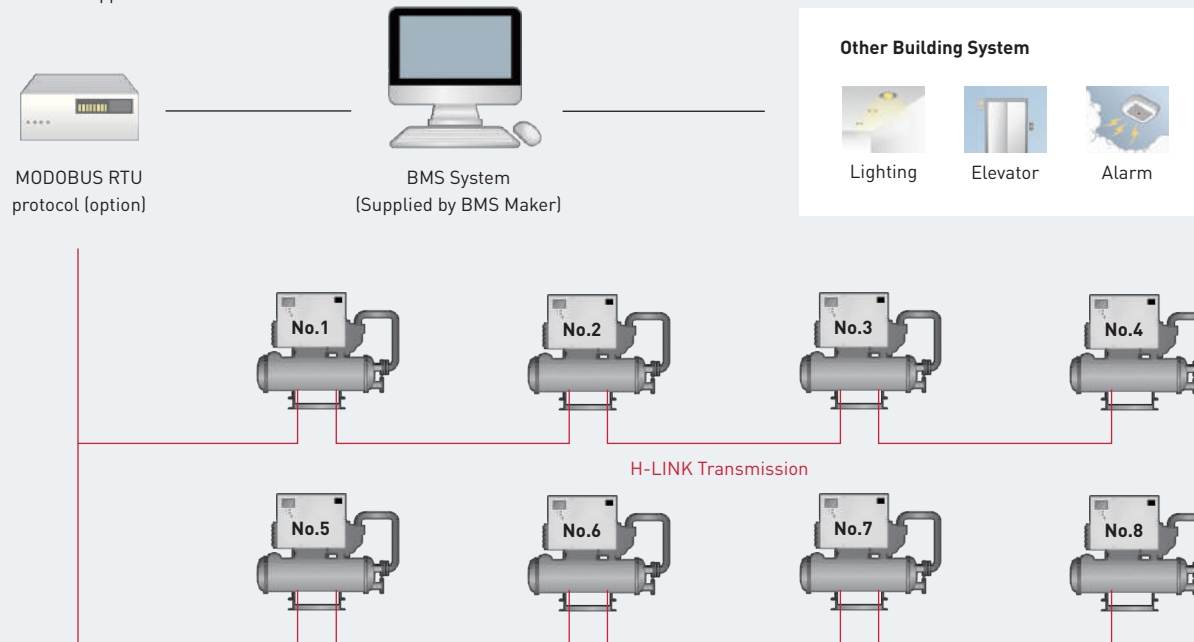 Other Building System
Lighting
Elevator
Alarm
MODOBUS RTU
protocol (option)
BMS System
(Supplied by BMS Maker)
No.1
No.2
No.3
No.4
H-LINK Transmission
No.5
No.6
No.7
No.8